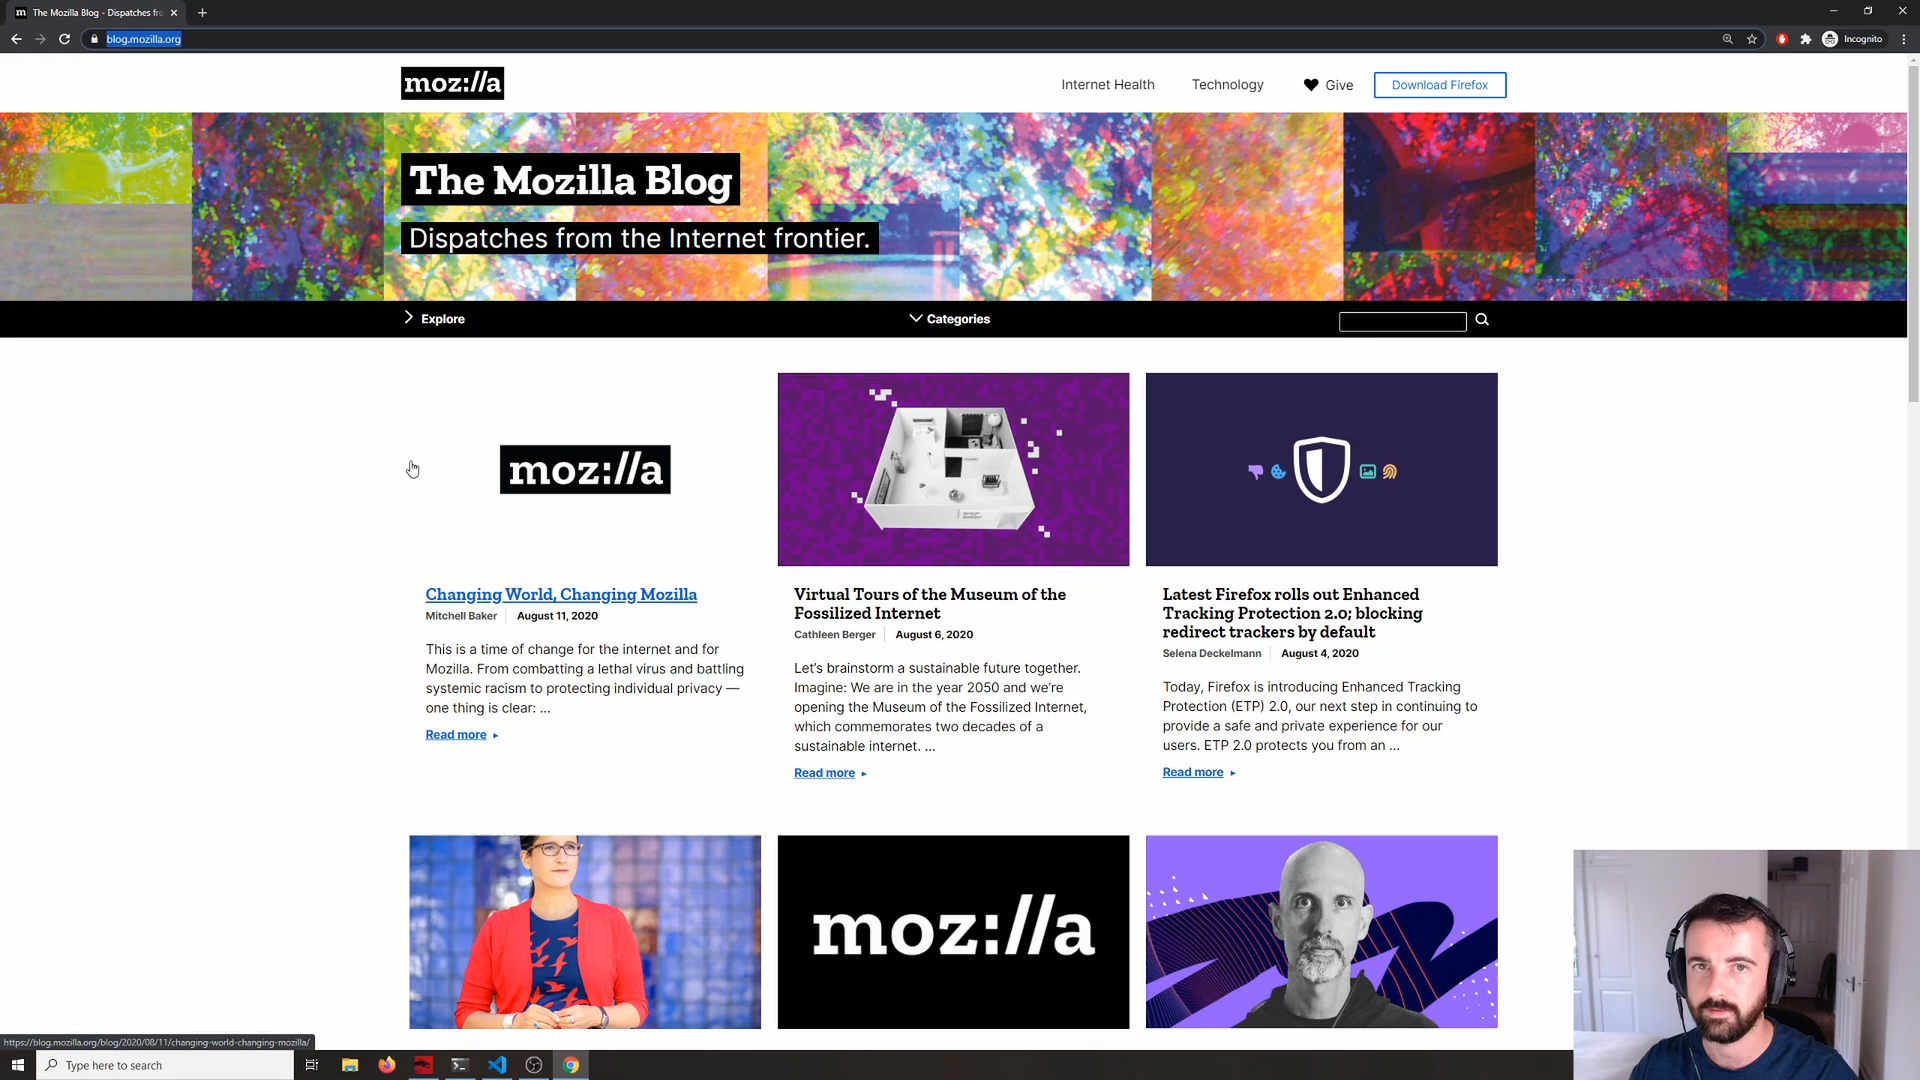 m The Mozilla Blog - Dispatches fro
blog.mozilla.org
Incognito
moz://a
Internet Health
Technology
Give
Download Firefox
The Mozilla Blog
Dispatches from the Internet frontier.
Explore
Categories
moz://a
Changing World, Changing Mozilla
Mitchell Baker
August 11, 2020
This is a time of change for the internet and for
Mozilla. From combatting a lethal virus and battling
systemic racism to protecting individual privacy —
one thing is clear: ...
Read more ▸
Virtual Tours of the Museum of the
Fossilized Internet
Cathleen Berger
August 6, 2020
Let’s brainstorm a sustainable future together.
Imagine: We are in the year 2050 and we’re
opening the Museum of the Fossilized Internet,
which commemorates two decades of a
sustainable internet. ...
Read more ▸
Latest Firefox rolls out Enhanced
Tracking Protection 2.0; blocking
redirect trackers by default
Selena Deckelmann
August 4, 2020
Today, Firefox is introducing Enhanced Tracking
Protection (ETP) 2.0, our next step in continuing to
provide a safe and private experience for our
users. ETP 2.0 protects you from an ...
Read more ▸
moz://a
https://blog.mozilla.org/blog/2020/08/11/changing-world-changing-mozilla/
Type here to search